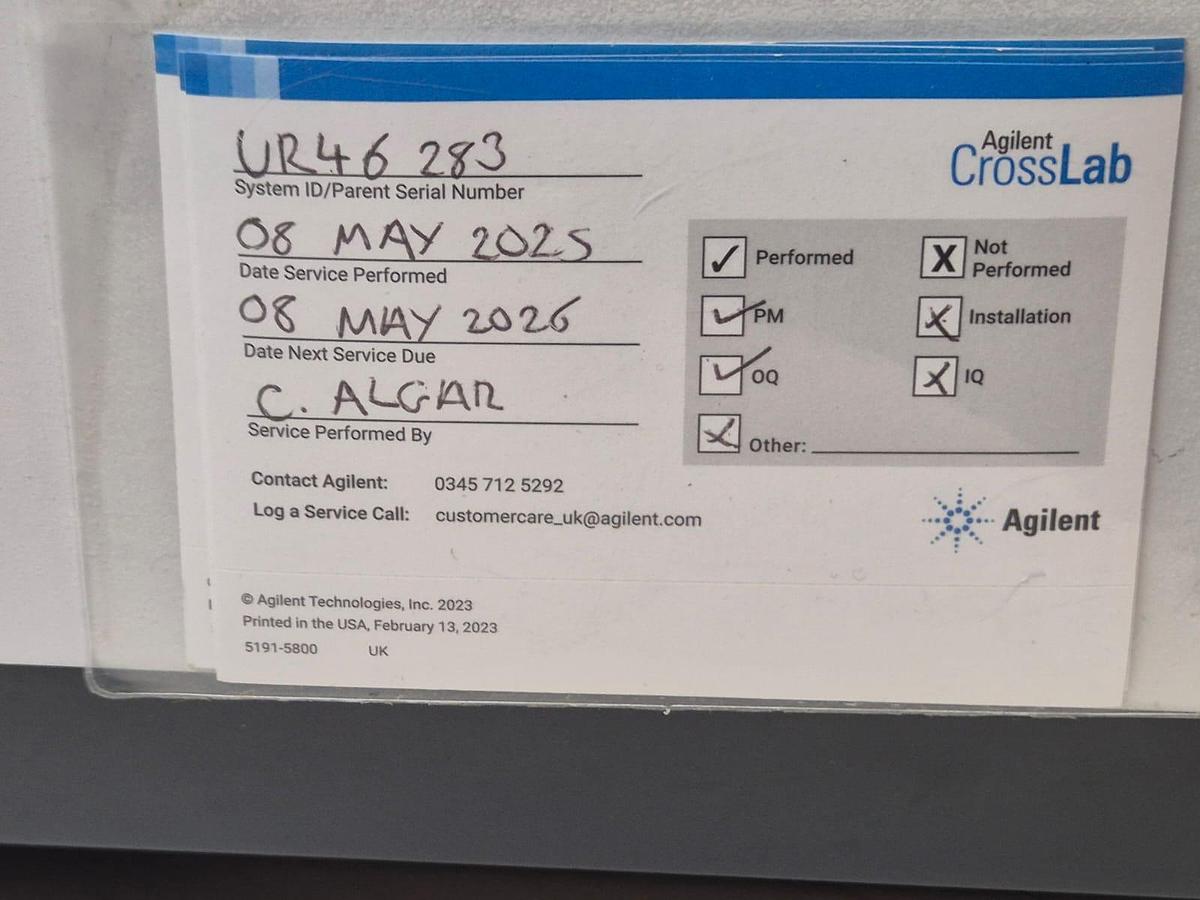 UR46 283
System ID/Parent Serial Number
08 MAY 2025
Date Service Performed
08 MAY 2026
Date Next Service Due
C. ALGAR
Service Performed By
Contact Agilent: 0345 712 5292
Log a Service Call: customercare_uk@agilent.com
© Agilent Technologies, Inc. 2023
Printed in the USA, February 13, 2023
5191-5800 UK
Agilent
CrossLab
✓ Performed X Not Performed
✓ PM X Installation
✓ OQ X IQ
X Other:
Agilent